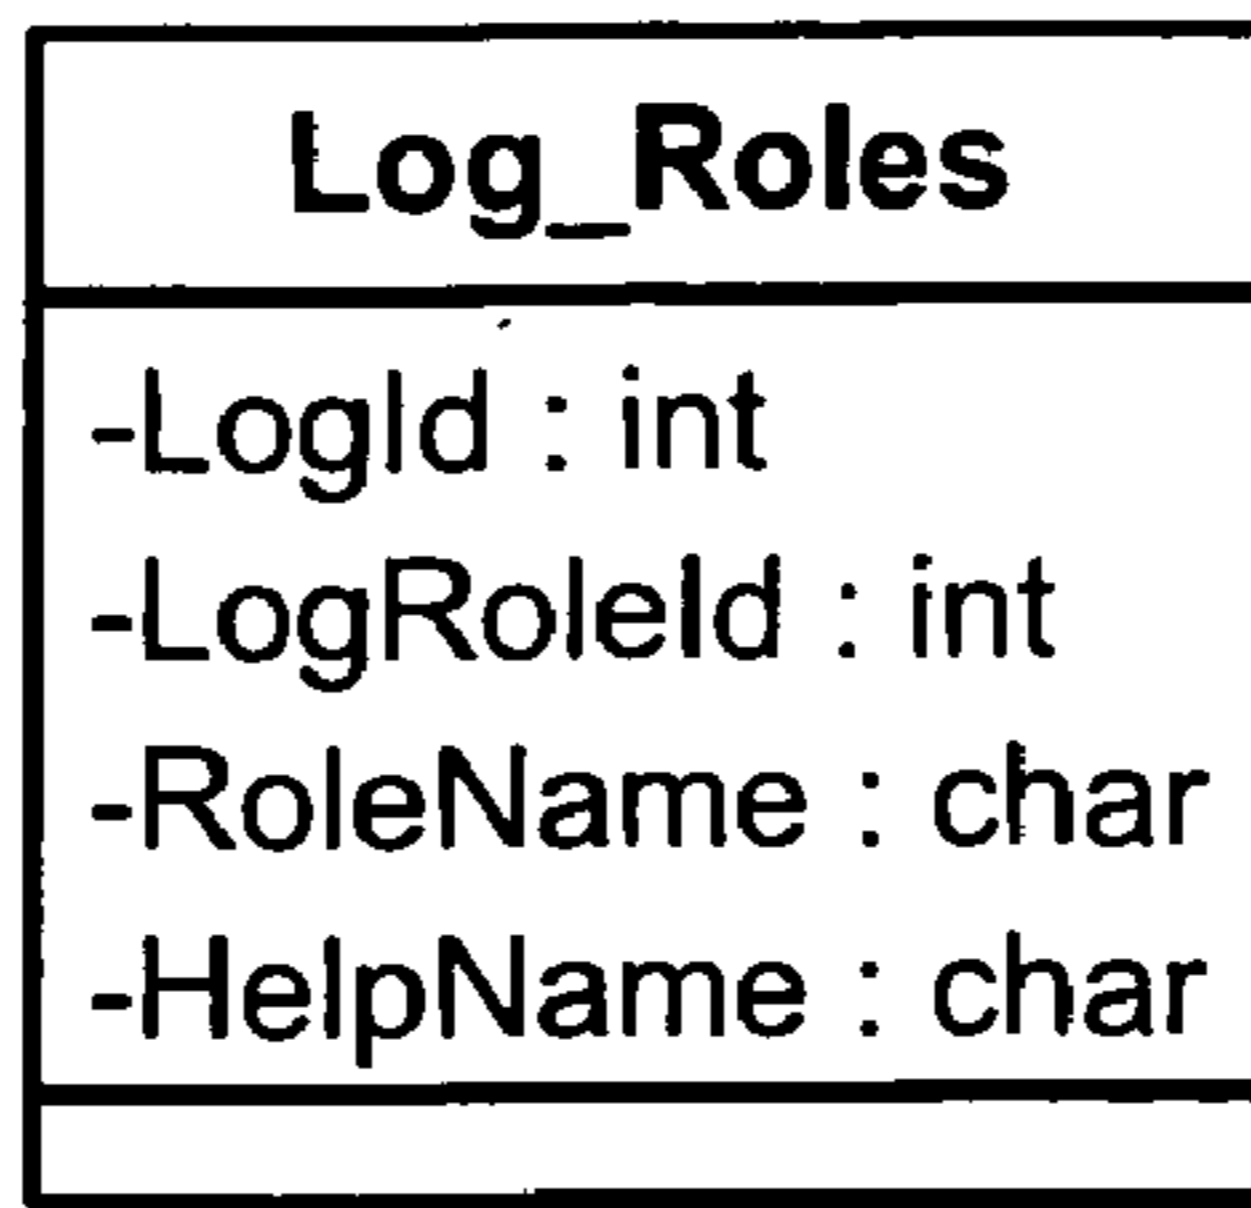 Log_Roles
-LogId : int
-LogRoleId : int
-RoleName : char
-HelpName : char